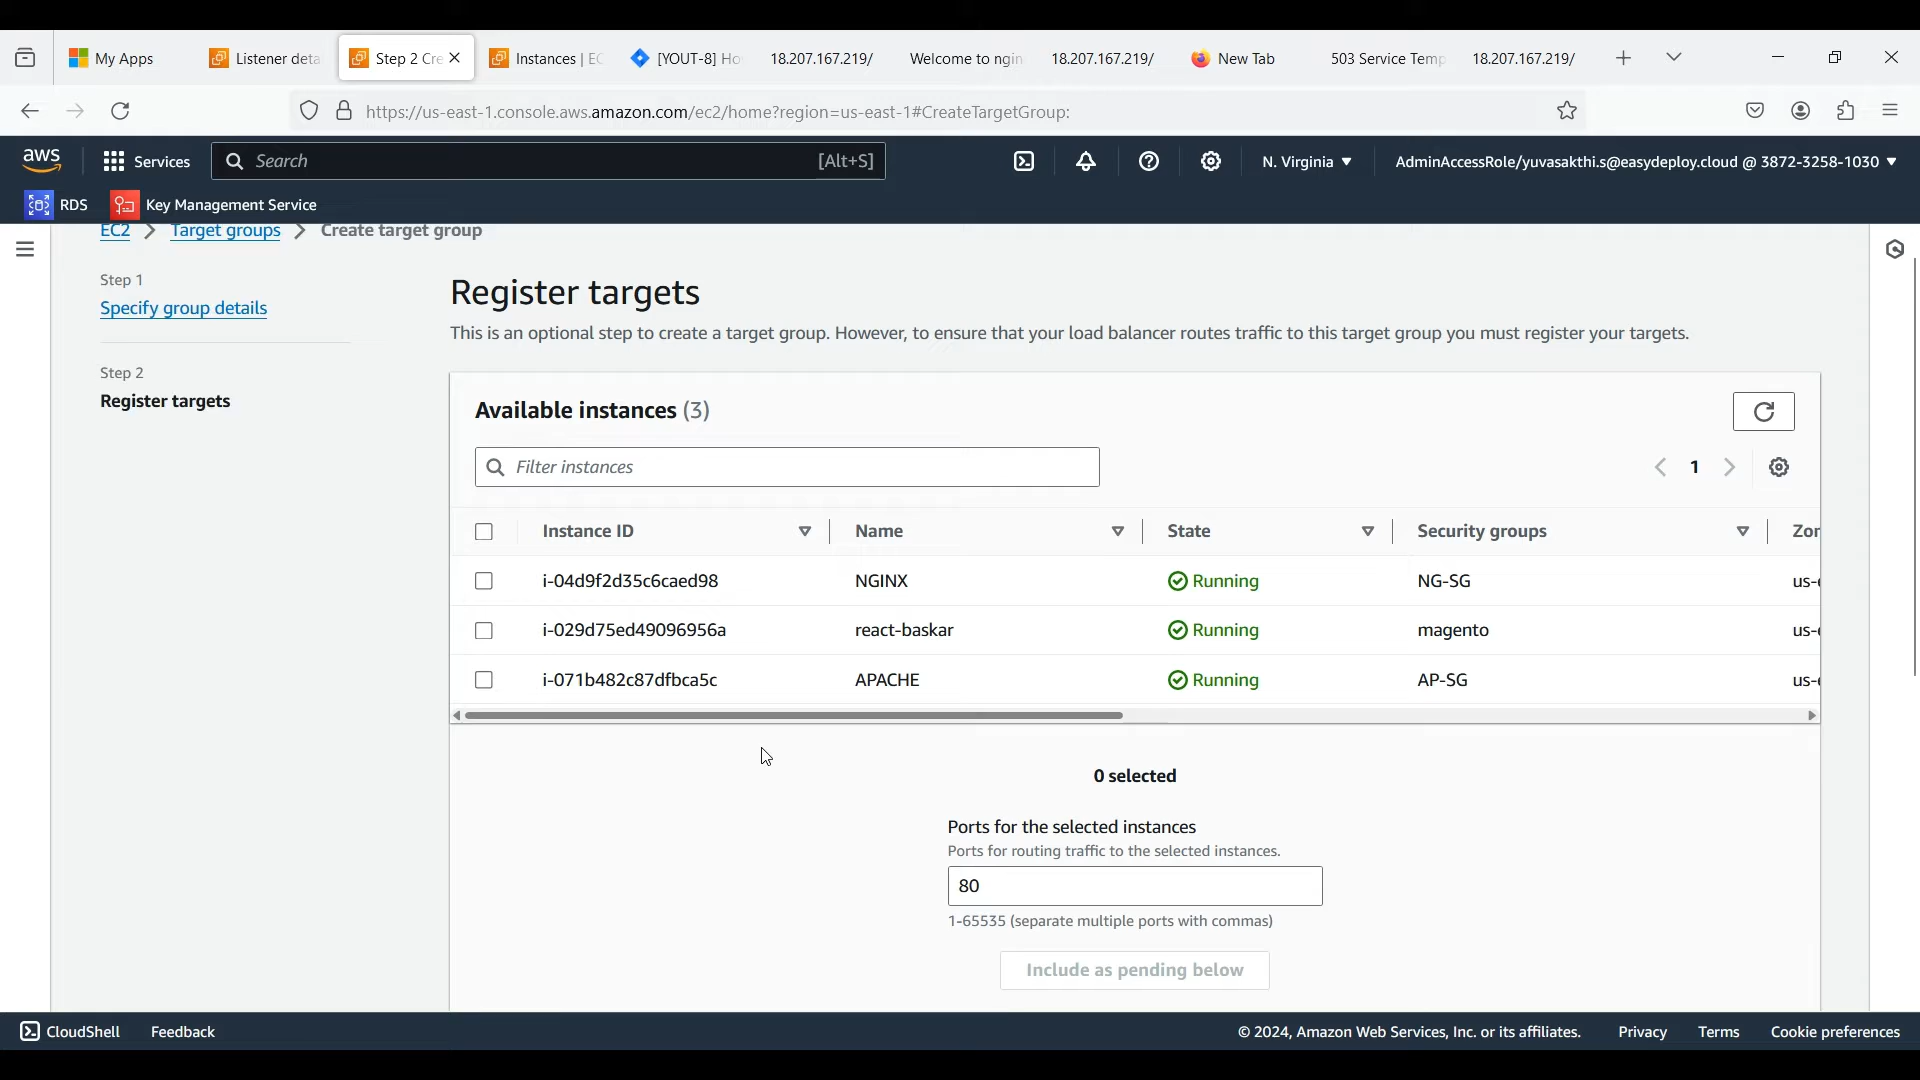 My Apps
Listener deta
Step 2 Cre
Instances | EC
[YOUT-8] Ho
18.207.167.219/
Welcome to ngin
18.207.167.219/
New Tab
503 Service Temp
18.207.167.219/
https://us-east-1.console.aws.amazon.com/ec2/home?region=us-east-1#CreateTargetGroup:
aws
Services
Search
[Alt+S]
N. Virginia
AdminAccessRole/yuvasakthi.s@easydeploy.cloud @ 3872-3258-1030
RDS
Key Management Service
EC2
Target groups
Create target group
Step 1
Specify group details
Step 2
Register targets
Register targets
This is an optional step to create a target group. However, to ensure that your load balancer routes traffic to this target group you must register your targets.
Available instances (3)
Filter instances
1
Instance ID
Name
State
Security groups
Zor
i-04d9f2d35c6caed98
NGINX
Running
NG-SG
us-
i-029d75ed49096956a
react-baskar
Running
magento
us-
i-071b482c87dfbca5c
APACHE
Running
AP-SG
us-
0 selected
Ports for the selected instances
Ports for routing traffic to the selected instances.
80
1-65535 (separate multiple ports with commas)
Include as pending below
CloudShell
Feedback
© 2024, Amazon Web Services, Inc. or its affiliates.
Privacy
Terms
Cookie preferences